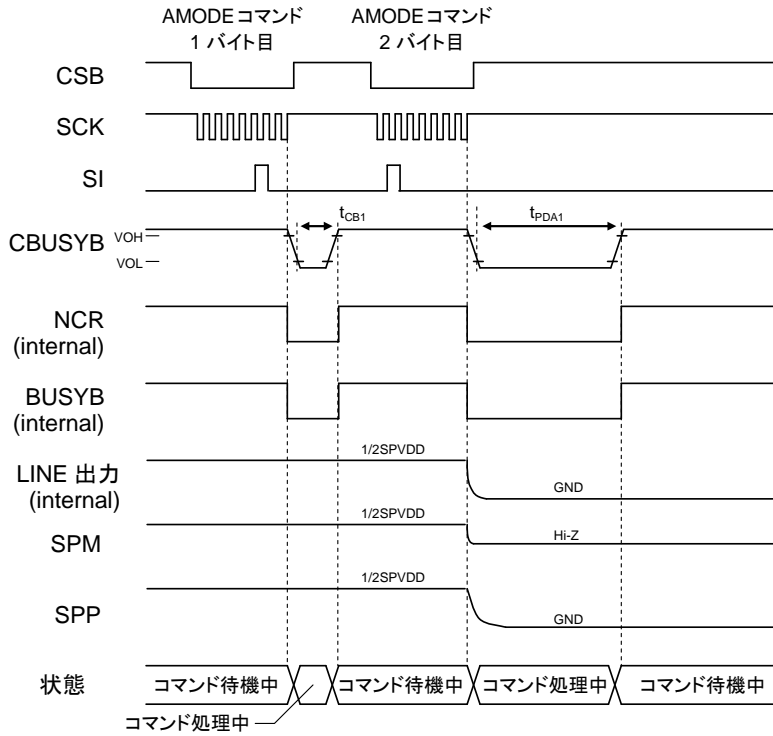 AMODEコマンド AMODEコマンド
1 バイト目 2 バイト目
CSB
SCK
SI
tCB1 tPDA1
VOH
CBUSYB
VOL
NCR
(internal)
BUSYB
(internal)
1/2SPVDD
LINE 出力
(internal)
GND
1/2SPVDD
SPM
Hi-Z
1/2SPVDD
SPP
GND
状態 コマンド待機中 コマンド待機中 コマンド処理中 コマンド待機中
コマンド処理中